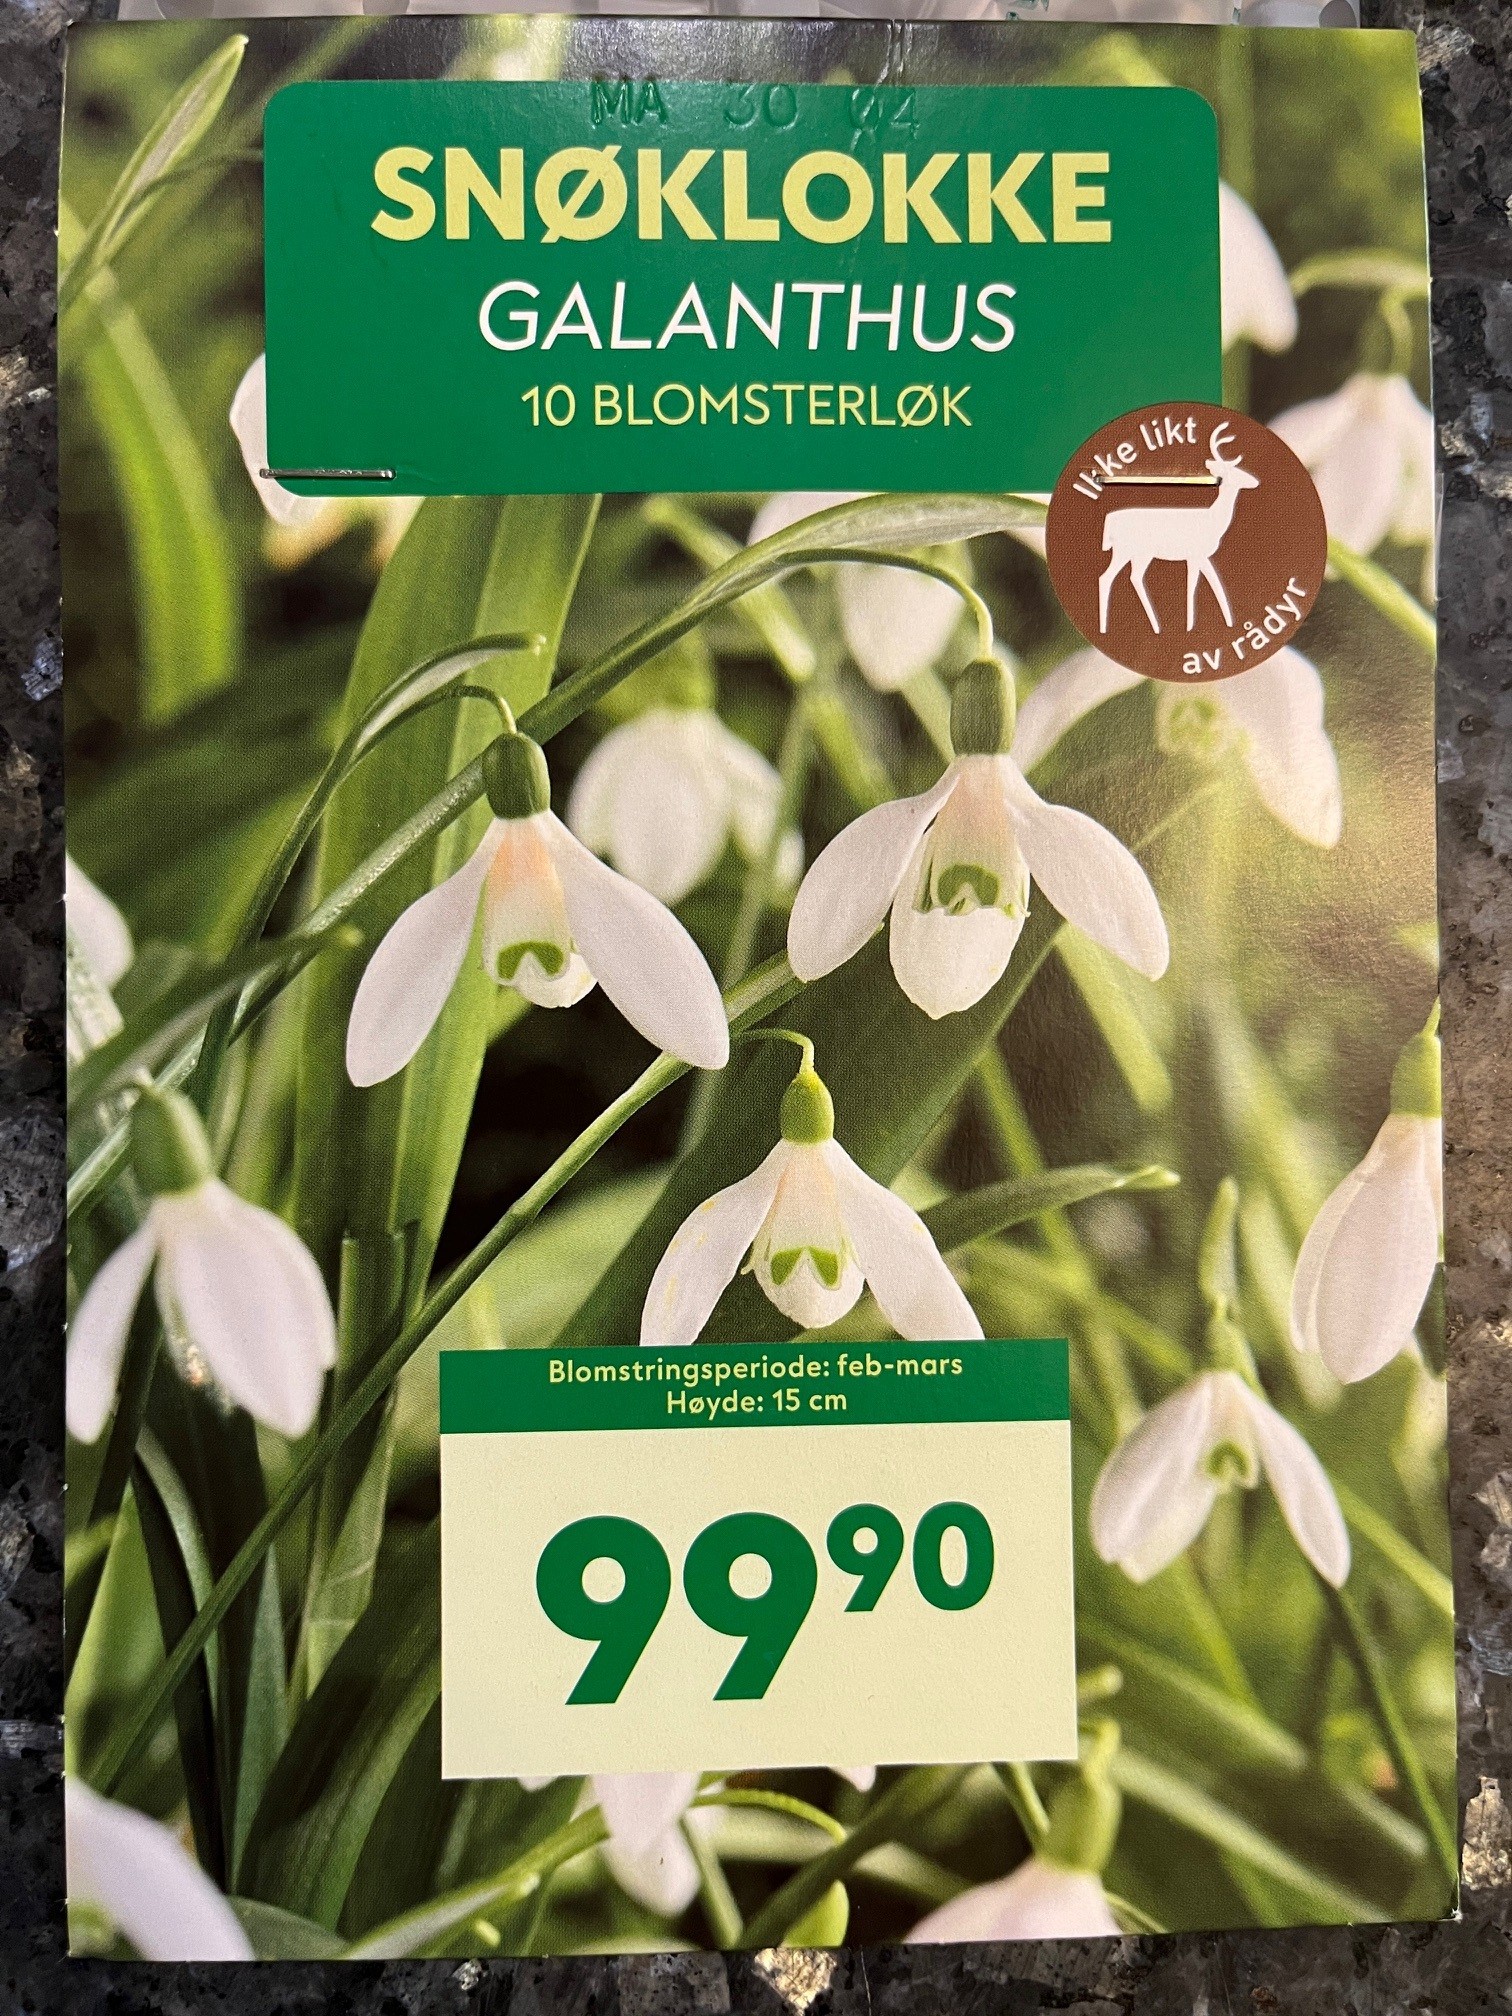 MA 30 04
SNØKLOKKE
GALANTHUS
10 BLOMSTERLØK
Ikke likt
av rådyr
Blomstringsperiode: feb-mars
Høyde: 15 cm
99 90